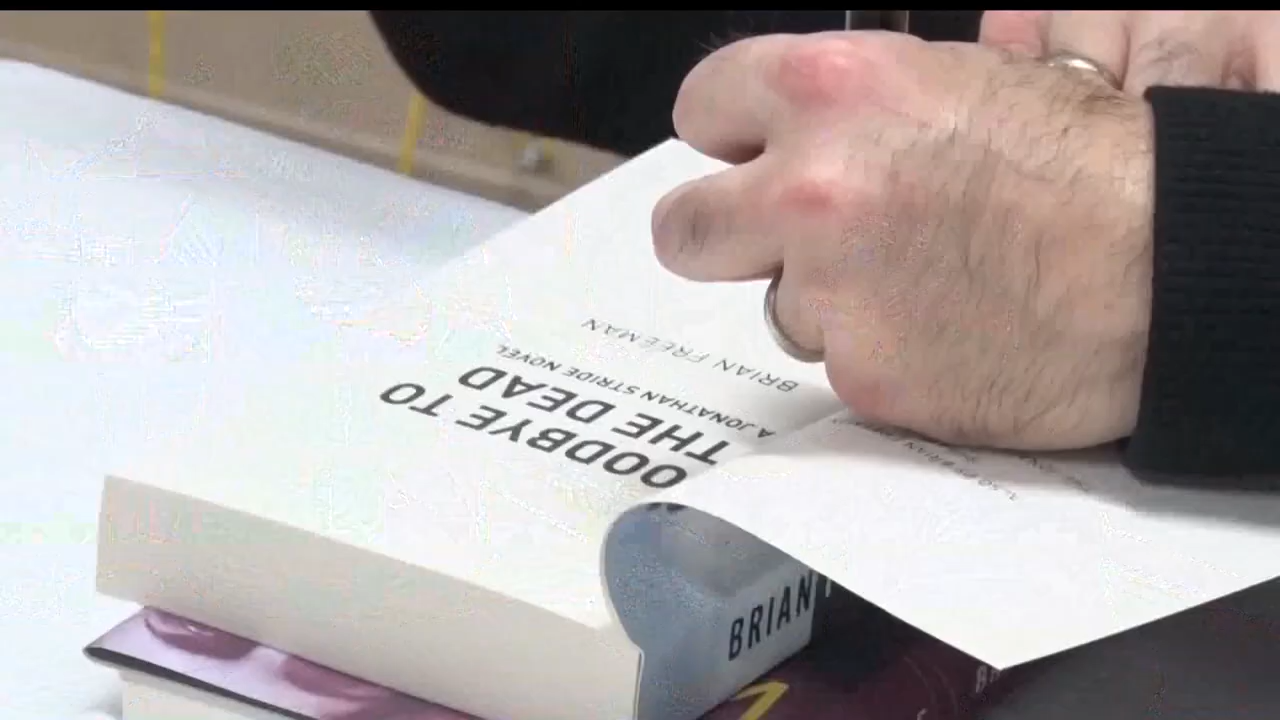 OODBYE TO
THE DEAD
A JONATHAN STRIDE NOVEL
BRIAN FREEMAN
BRIAN